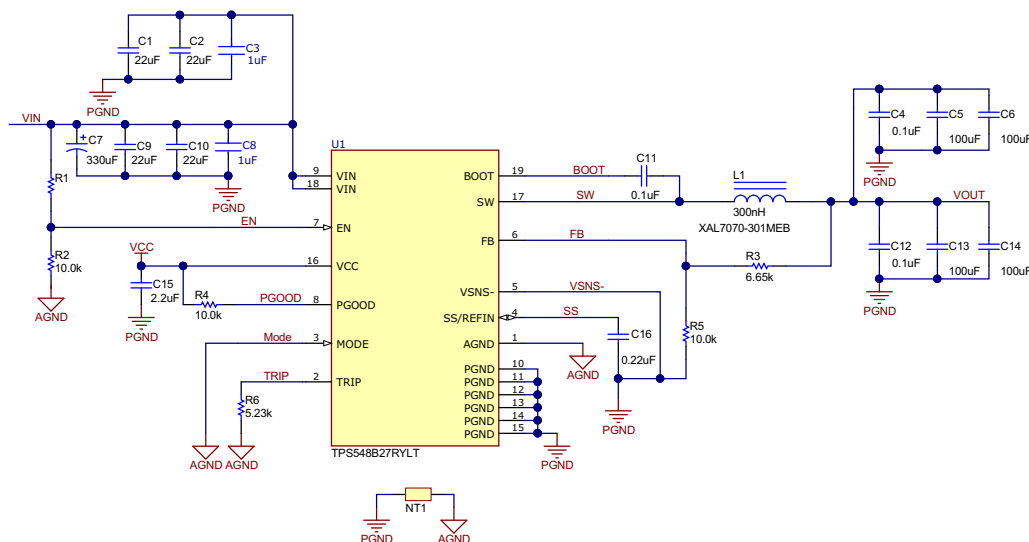 C1
22uF
C2
22uF
C3
1uF
PGND
VIN
C7
330uF
C9
22uF
C10
22uF
C8
1uF
PGND
R1
EN
R2
10.0k
AGND
VCC
C15
2.2uF
PGND
R4
10.0k
PGOOD
Mode
TRIP
R6
5.23k
AGND
AGND
U1
9 VIN
18 VIN
7 EN
16 VCC
8 PGOOD
3 MODE
2 TRIP
BOOT 19
SW 17
FB 6
VSNS- 5
SS/REFIN 4
AGND 1
PGND 10
PGND 11
PGND 12
PGND 13
PGND 14
PGND 15
TPS548B27RYLT
BOOT
C11
0.1uF
SW
L1
300nH
XAL7070-301MEB
FB
R3
6.65k
VSNS-
SS
C16
0.22uF
R5
10.0k
AGND
PGND
PGND
C4
0.1uF
C5
100uF
C6
100uF
PGND
VOUT
C12
0.1uF
C13
100uF
C14
100uF
PGND
NT1
PGND
AGND